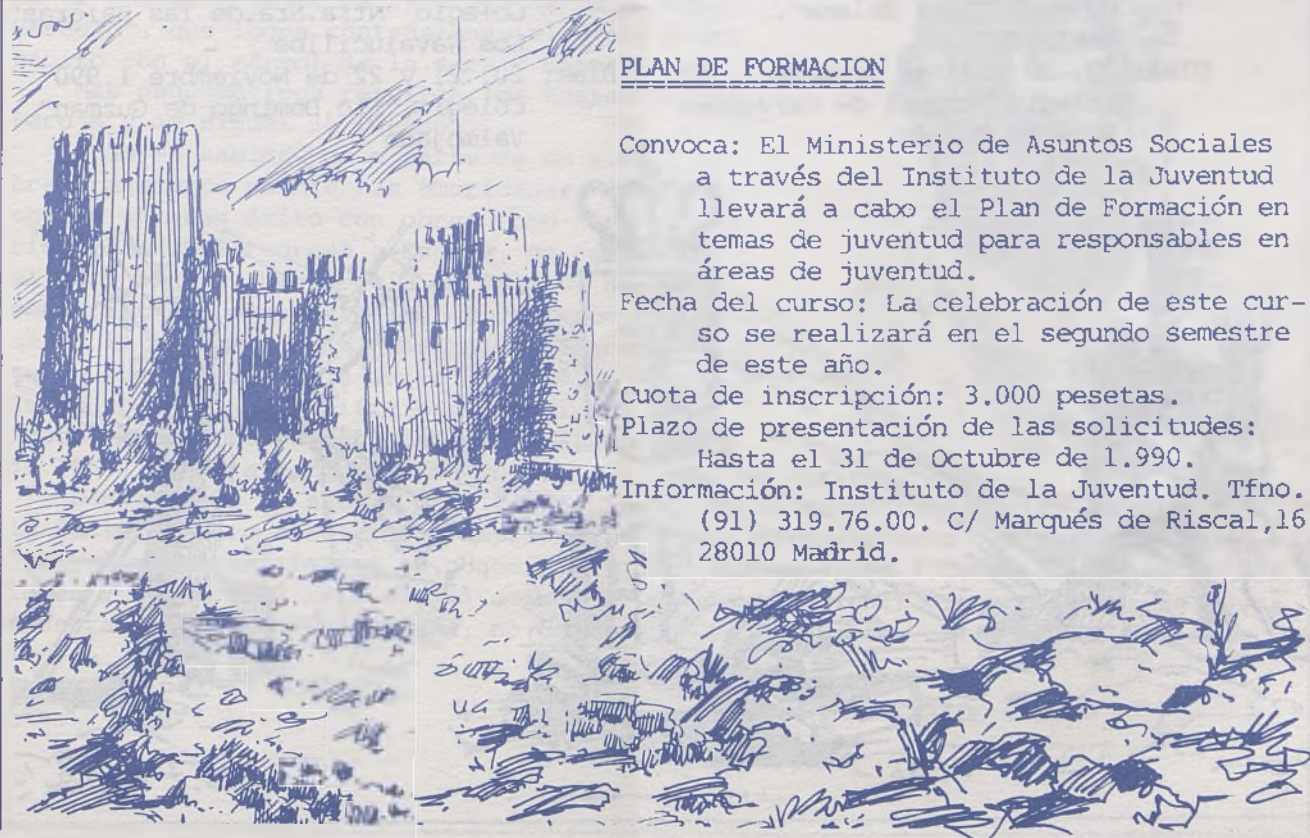 PLAN DE FORMACION
Convoca: El Ministerio de Asuntos Sociales
a través del Instituto de la Juventud
llevará a cabo el Plan de Formación en
temas de juventud para responsables en
áreas de juventud.
Fecha del curso: La celebración de este cur-
so se realizará en el segundo semestre
de este año.
Cuota de inscripción: 3.000 pesetas.
Plazo de presentación de las solicitudes:
Hasta el 31 de Octubre de 1.990.
Información: Instituto de la Juventud. Tfno.
(91) 319.76.00. C/ Marqués de Riscal,16
28010 Madrid.